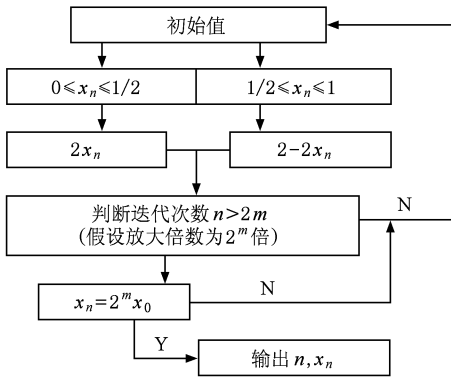 初始值
0≤xₙ≤1/2
1/2≤xₙ≤1
2xₙ
2-2xₙ
判断迭代次数n>2m
(假设放大倍数为2ᵐ倍)
N
xₙ=2ᵐx₀
N
Y
输出n,xₙ